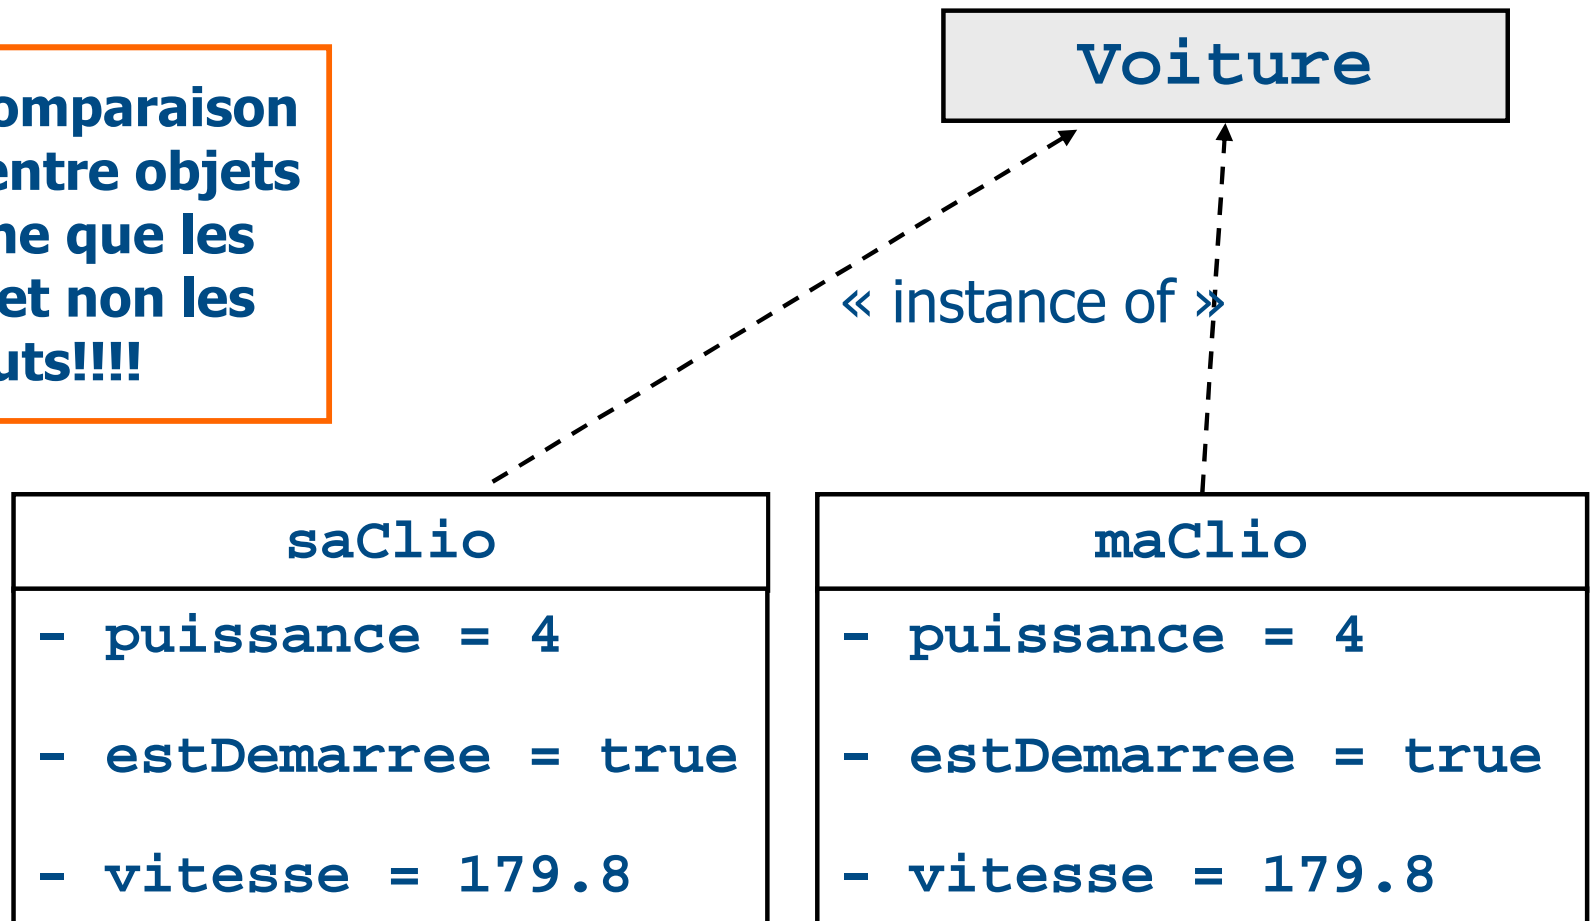 Voiture
omparaison
entre objets
ne que les
et non les
uts!!!!
« instance of »
saClio
- puissance = 4
- estDemarree = true
- vitesse = 179.8
maClio
- puissance = 4
- estDemarree = true
- vitesse = 179.8